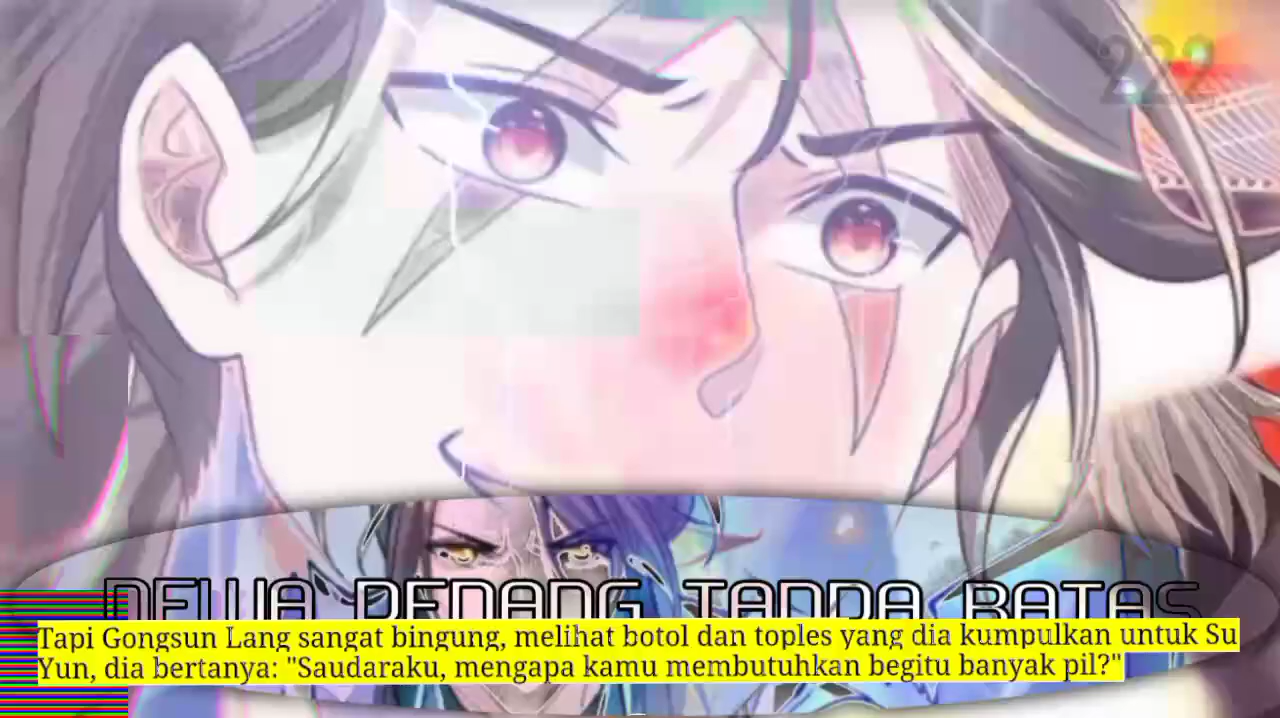 222
DEWA PEDANG TANPA BATAS
Tapi Gongsun Lang sangat bingung, melihat botol dan toples yang dia kumpulkan untuk Su
Yun, dia bertanya: "Saudaraku, mengapa kamu membutuhkan begitu banyak pil?"